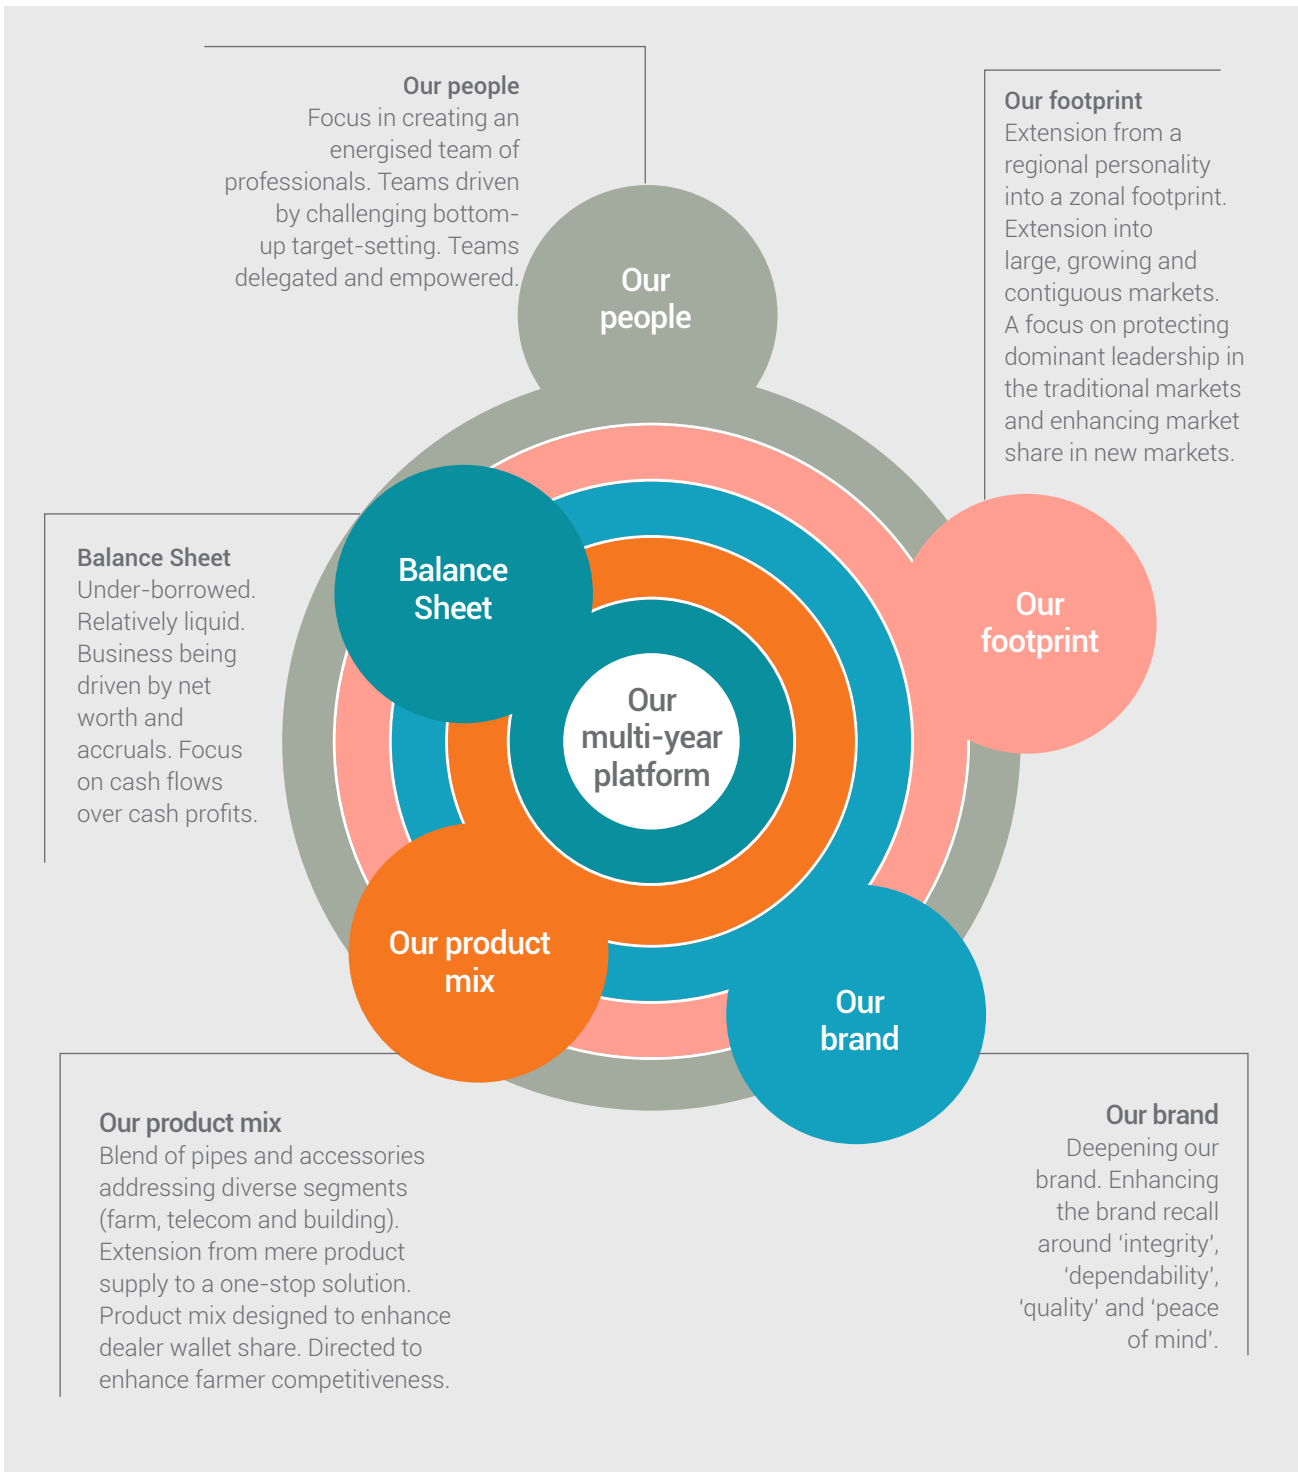 Our people
Focus in creating an
energised team of
professionals. Teams driven
by challenging bottom-
up target-setting. Teams
delegated and empowered.
Our footprint
Extension from a
regional personality
into a zonal footprint.
Extension into
large, growing and
contiguous markets.
A focus on protecting
dominant leadership in
the traditional markets
and enhancing market
share in new markets.
Our
people
Balance Sheet
Under-borrowed.
Relatively liquid.
Business being
driven by net
worth and
accruals. Focus
on cash flows
over cash profits.
Balance
Sheet
Our
footprint
Our
multi-year
platform
Our product
mix
Our
brand
Our product mix
Blend of pipes and accessories
addressing diverse segments
(farm, telecom and building).
Extension from mere product
supply to a one-stop solution.
Product mix designed to enhance
dealer wallet share. Directed to
enhance farmer competitiveness.
Our brand
Deepening our
brand. Enhancing
the brand recall
around ‘integrity’,
‘dependability’,
‘quality’ and ‘peace
of mind’.